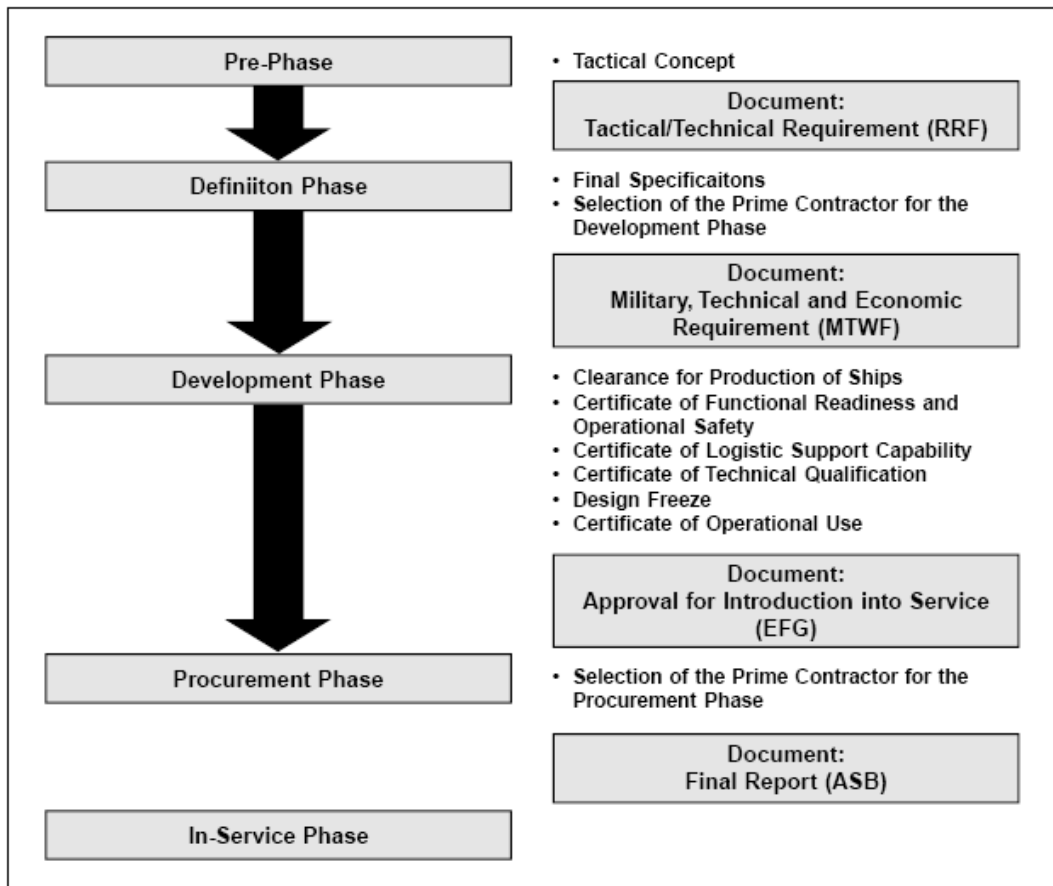 Pre-Phase
• Tactical Concept
Document:
Tactical/Technical Requirement (RRF)
Definiiton Phase
• Final Specificaitons
• Selection of the Prime Contractor for the
Development Phase
Document:
Military, Technical and Economic
Requirement (MTWF)
Development Phase
• Clearance for Production of Ships
• Certificate of Functional Readiness and
Operational Safety
• Certificate of Logistic Support Capability
• Certificate of Technical Qualification
• Design Freeze
• Certificate of Operational Use
Document:
Approval for Introduction into Service
(EFG)
Procurement Phase
• Selection of the Prime Contractor for the
Procurement Phase
Document:
Final Report (ASB)
In-Service Phase